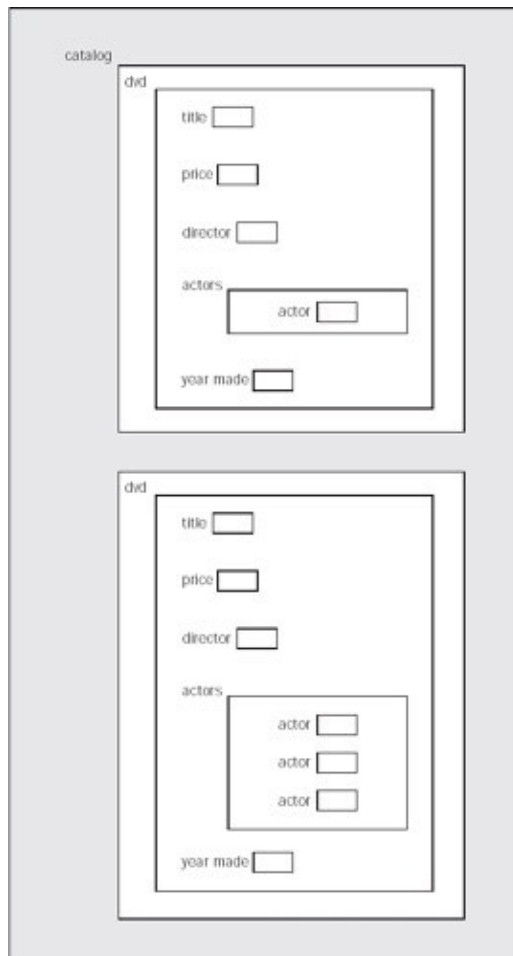 catalog
dvd
title
price
director
actors
actor
year made
dvd
title
price
director
actors
actor
actor
actor
year made